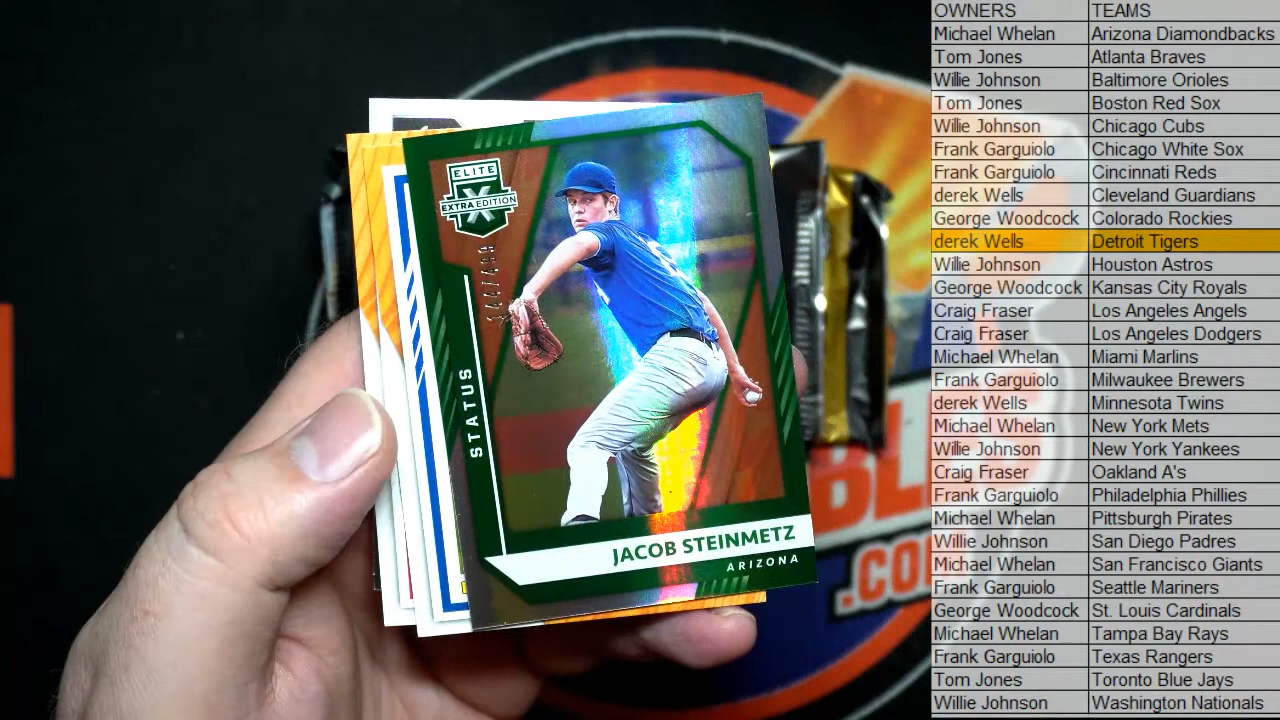 ELITE
X
EXTRA EDITION
STATUS
JACOB STEINMETZ
ARIZONA
BL
.CO
OWNERS TEAMS
Michael Whelan Arizona Diamondbacks
Tom Jones Atlanta Braves
Willie Johnson Baltimore Orioles
Tom Jones Boston Red Sox
Willie Johnson Chicago Cubs
Frank Garguiolo Chicago White Sox
Frank Garguiolo Cincinnati Reds
derek Wells Cleveland Guardians
George Woodcock Colorado Rockies
derek Wells Detroit Tigers
Willie Johnson Houston Astros
George Woodcock Kansas City Royals
Craig Fraser Los Angeles Angels
Craig Fraser Los Angeles Dodgers
Michael Whelan Miami Marlins
Frank Garguiolo Milwaukee Brewers
derek Wells Minnesota Twins
Michael Whelan New York Mets
Willie Johnson New York Yankees
Craig Fraser Oakland A's
Frank Garguiolo Philadelphia Phillies
Michael Whelan Pittsburgh Pirates
Willie Johnson San Diego Padres
Michael Whelan San Francisco Giants
Frank Garguiolo Seattle Mariners
George Woodcock St. Louis Cardinals
Michael Whelan Tampa Bay Rays
Frank Garguiolo Texas Rangers
Tom Jones Toronto Blue Jays
Willie Johnson Washington Nationals